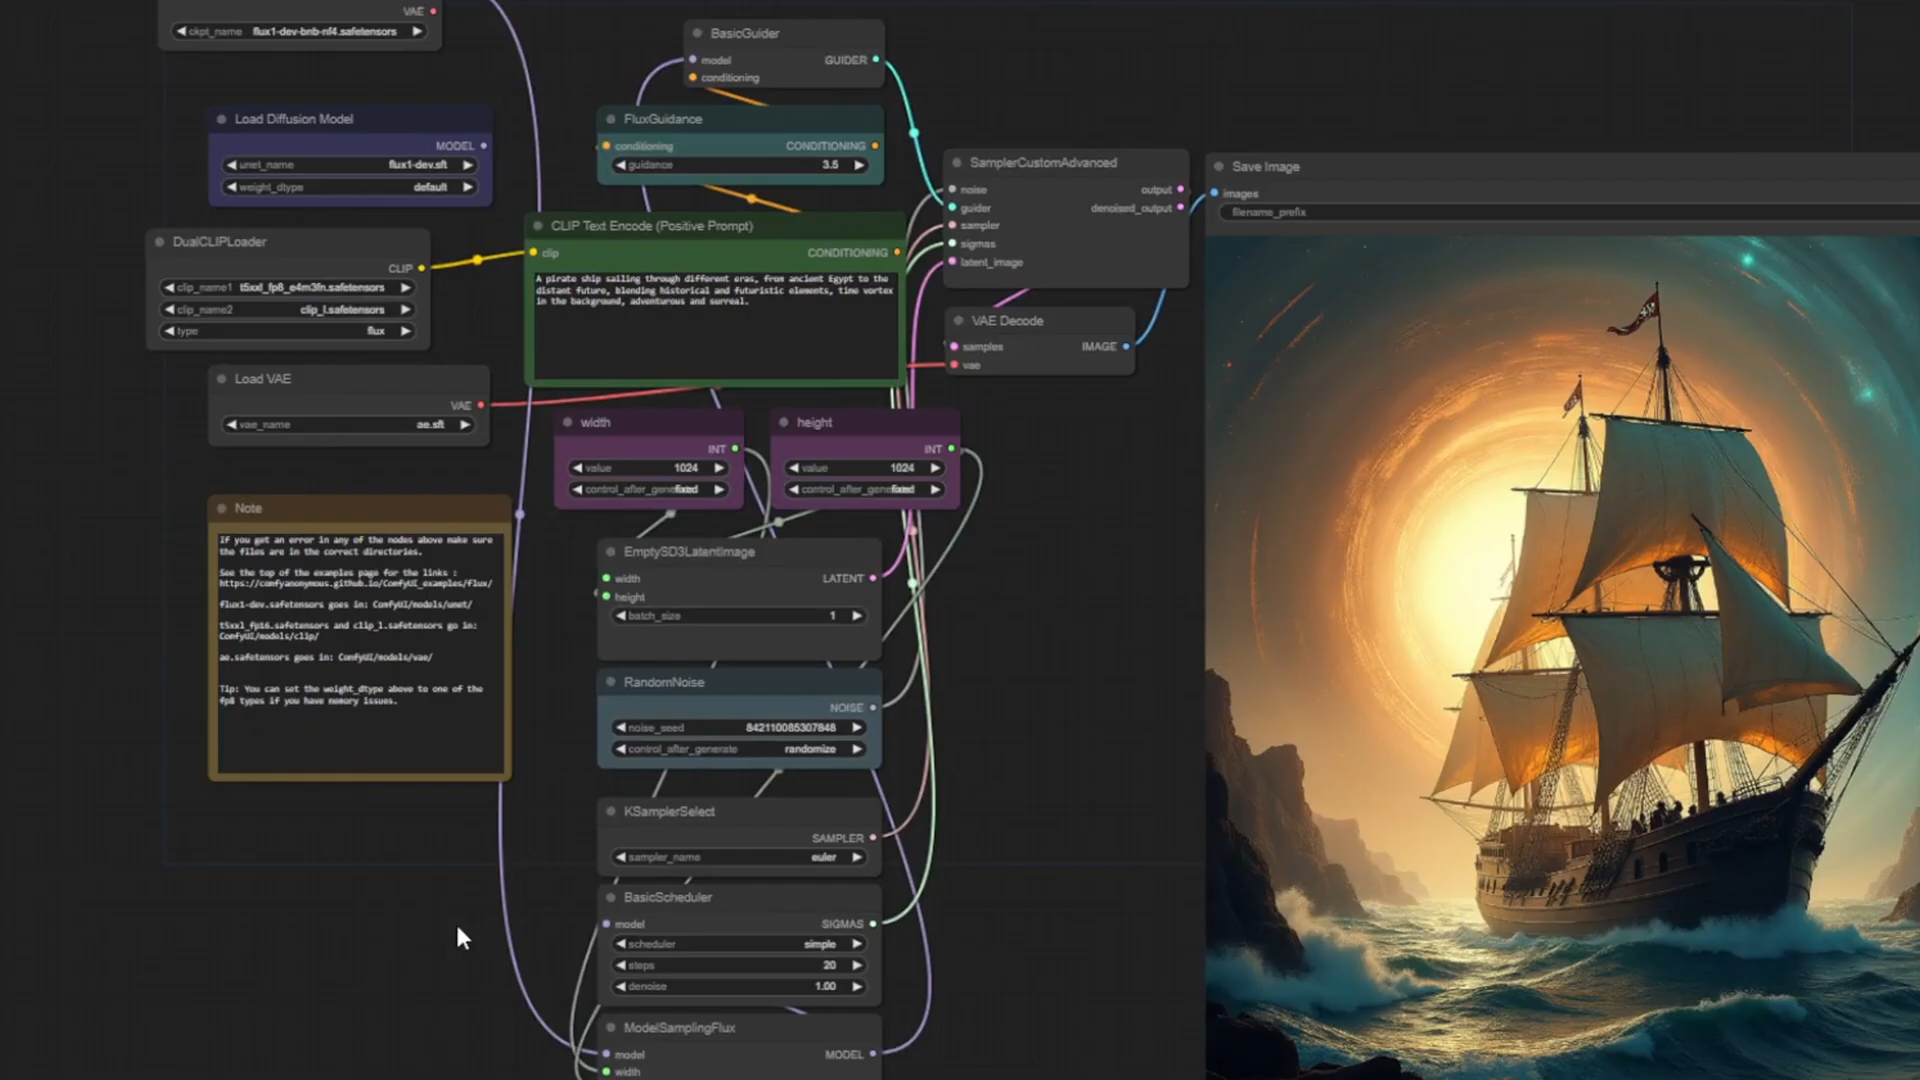 VAE
ckpt_name flux1-dev-bnb-nf4.safetensors
Load Diffusion Model
MODEL
unet_name flux1-dev.sft
weight_dtype default
DualCLIPLoader
CLIP
clip_name1 t5xxl_fp8_e4m3fn.safetensors
clip_name2 clip_l.safetensors
type flux
Load VAE
VAE
vae_name ae.sft
Note
If you get an error in any of the nodes above make sure
the files are in the correct directories.
See the top of the examples page for the links :
https://comfyanonymous.github.io/ComfyUI_examples/flux/
flux1-dev.safetensors goes in: ComfyUI/models/unet/
t5xxl_fp16.safetensors and clip_l.safetensors go in:
ComfyUI/models/clip/
ae.safetensors goes in: ComfyUI/models/vae/
Tip: You can set the weight_dtype above to one of the
fp8 types if you have memory issues.
BasicGuider
model GUIDER
conditioning
FluxGuidance
conditioning CONDITIONING
guidance 3.5
CLIP Text Encode (Positive Prompt)
clip CONDITIONING
A pirate ship sailing through different eras, from ancient Egypt to the
distant future, blending historical and futuristic elements, time vortex
in the background, adventurous and surreal.
width
INT
value 1024
control_after_gene fixed
height
INT
value 1024
control_after_gene fixed
EmptySD3LatentImage
width LATENT
height
batch_size 1
RandomNoise
NOISE
noise_seed 842110085307848
control_after_generate randomize
KSamplerSelect
SAMPLER
sampler_name euler
BasicScheduler
model SIGMAS
scheduler simple
steps 20
denoise 1.00
ModelSamplingFlux
model MODEL
width
SamplerCustomAdvanced
noise output
guider denoised_output
sampler
sigmas
latent_image
VAE Decode
samples IMAGE
vae
Save Image
images
filename_prefix